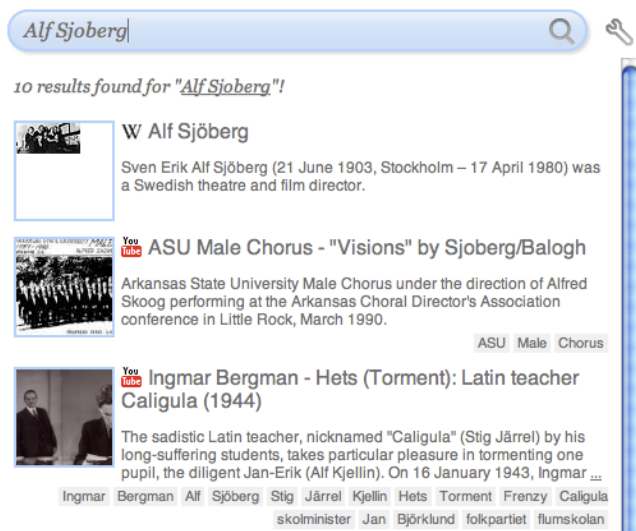 Alf Sjoberg
10 results found for "Alf Sjoberg"!
W Alf Sjöberg
Sven Erik Alf Sjöberg (21 June 1903, Stockholm – 17 April 1980) was
a Swedish theatre and film director.
You Tube ASU Male Chorus - "Visions" by Sjoberg/Balogh
Arkansas State University Male Chorus under the direction of Alfred
Skoog performing at the Arkansas Choral Director's Association
conference in Little Rock, March 1990.
ASU Male Chorus
You Tube Ingmar Bergman - Hets (Torment): Latin teacher
Caligula (1944)
The sadistic Latin teacher, nicknamed "Caligula" (Stig Järrel) by his
long-suffering students, takes particular pleasure in tormenting one
pupil, the diligent Jan-Erik (Alf Kjellin). On 16 January 1943, Ingmar ...
Ingmar Bergman Alf Sjöberg Stig Järrel Kjellin Hets Torment Frenzy Caligula
skolminister Jan Björklund folkpartiet flumskolan